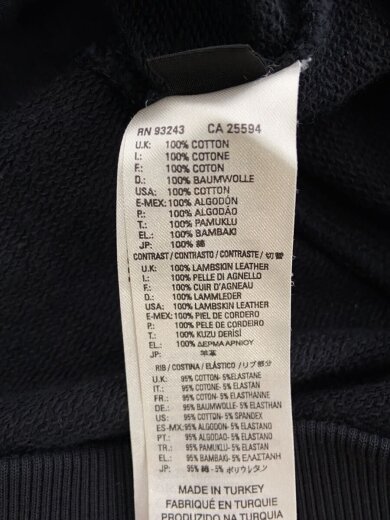 RN 93243 CA 25594
U.K: 100% COTTON
I.: 100% COTONE
F.: 100% COTON
D.: 100% BAUMWOLLE
USA: 100% COTTON
E-MEX: 100% ALGODÓN
P.: 100% ALGODÃO
T.: 100% PAMUKLU
EL.: 100% BAMBAKI
JP: 100% 綿
CONTRAST / CONTRASTO / CONTRASTE / 切替
U.K: 100% LAMBSKIN LEATHER
I.: 100% PELLE DI AGNELLO
F.: 100% CUIR D'AGNEAU
D.: 100% LAMMLEDER
USA: 100% LAMBSKIN LEATHER
E-MEX: 100% PIEL DE CORDERO
P.: 100% PELE DE CORDEIRO
T.: 100% KUZU DERİSİ
EL.: 100% ΔΕΡΜΑ ΑΡΝΙΟΥ
JP: 羊革
RIB / COSTINA / ELÁSTICO / リブ部分
U.K.: 95% COTTON- 5%ELASTANE
IT.: 95% COTONE- 5% ELASTAN
FR.: 95% COTON- 5% ELASTHANNE
DE.: 95% BAUMWOLLE- 5% ELASTHAN
US: 95% COTTON- 5% SPANDEX
ES-MX: 95% ALGODÓN- 5% ELASTANO
PT.: 95% ALGODÃO- 5% ELASTANO
TR.: 95% PAMUKLU- 5% ELASTAN
EL: 95% BAMBAKI- 5% ΕΛΑΣΤΑΝΗ
JP: 95% 綿 - 5% ポリウレタン
MADE IN TURKEY
FABRIQUÉ EN TURQUIE
PRODUZIDO NA TURQUIA